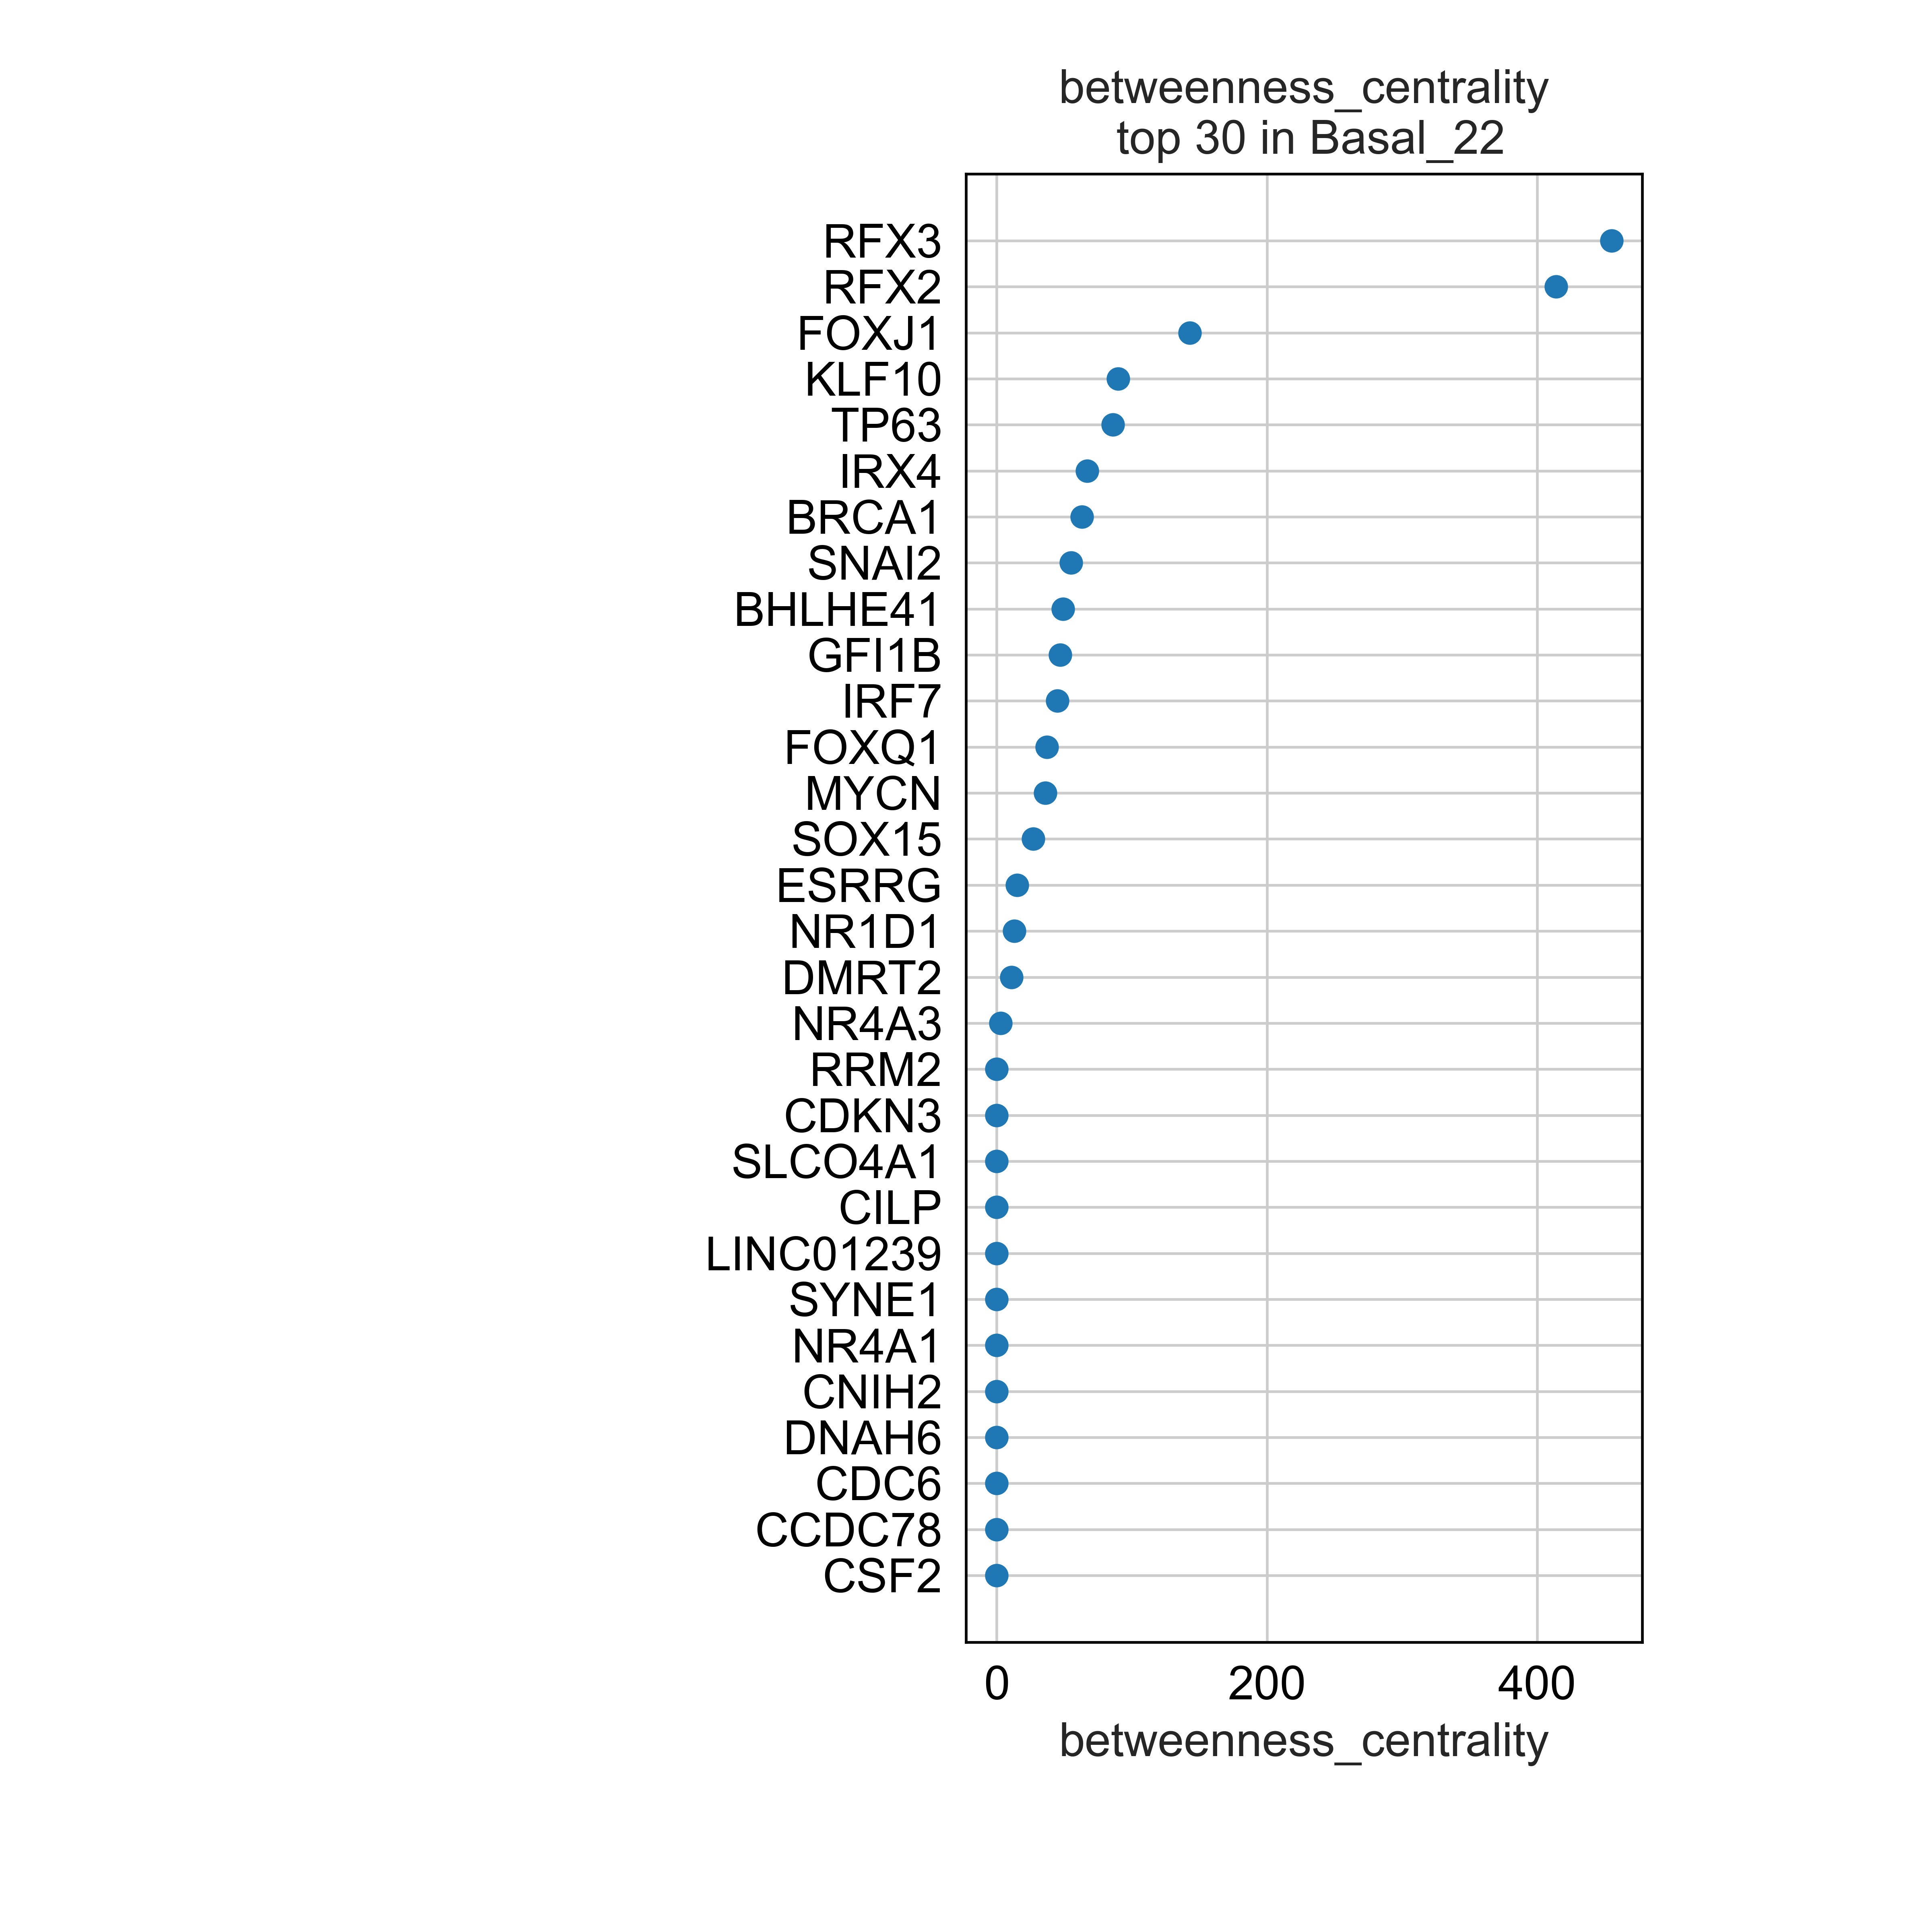 betweenness_centrality
top 30 in Basal_22
RFX3
RFX2
FOXJ1
KLF10
TP63
IRX4
BRCA1
SNAI2
BHLHE41
GFI1B
IRF7
FOXQ1
MYCN
SOX15
ESRRG
NR1D1
DMRT2
NR4A3
RRM2
CDKN3
SLCO4A1
CILP
LINC01239
SYNE1
NR4A1
CNIH2
DNAH6
CDC6
CCDC78
CSF2
0 200 400
betweenness_centrality